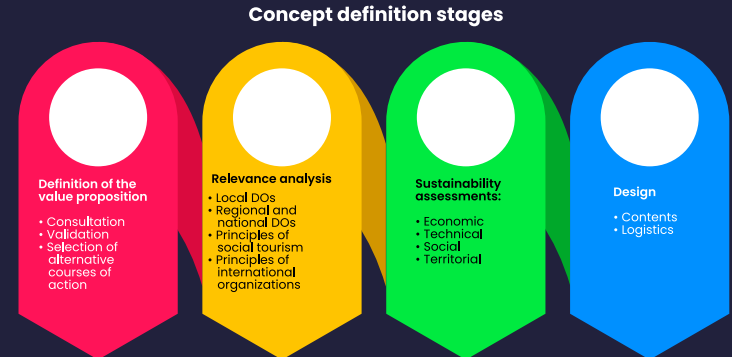 Concept definition stages
Definition of the
value proposition
• Consultation
• Validation
• Selection of
alternative
courses of
action
Relevance analysis
• Local DOs
• Regional and
national DOs
• Principles of
social tourism
• Principles of
international
organizations
Sustainability
assessments:
• Economic
• Technical
• Social
• Territorial
Design
• Contents
• Logistics